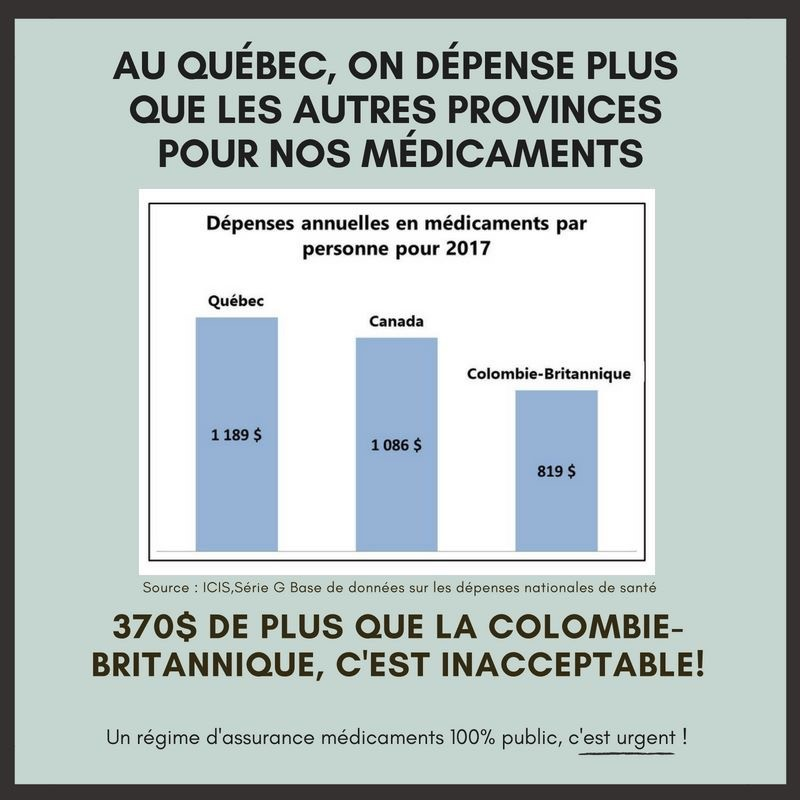 AU QUÉBEC, ON DÉPENSE PLUS
QUE LES AUTRES PROVINCES
POUR NOS MÉDICAMENTS
Dépenses annuelles en médicaments par
personne pour 2017
Québec
Canada
Colombie-Britannique
1 189 $
1 086 $
819 $
Source : ICIS,Série G Base de données sur les dépenses nationales de santé
370$ DE PLUS QUE LA COLOMBIE-
BRITANNIQUE, C'EST INACCEPTABLE!
Un régime d'assurance médicaments 100% public, c'est urgent !